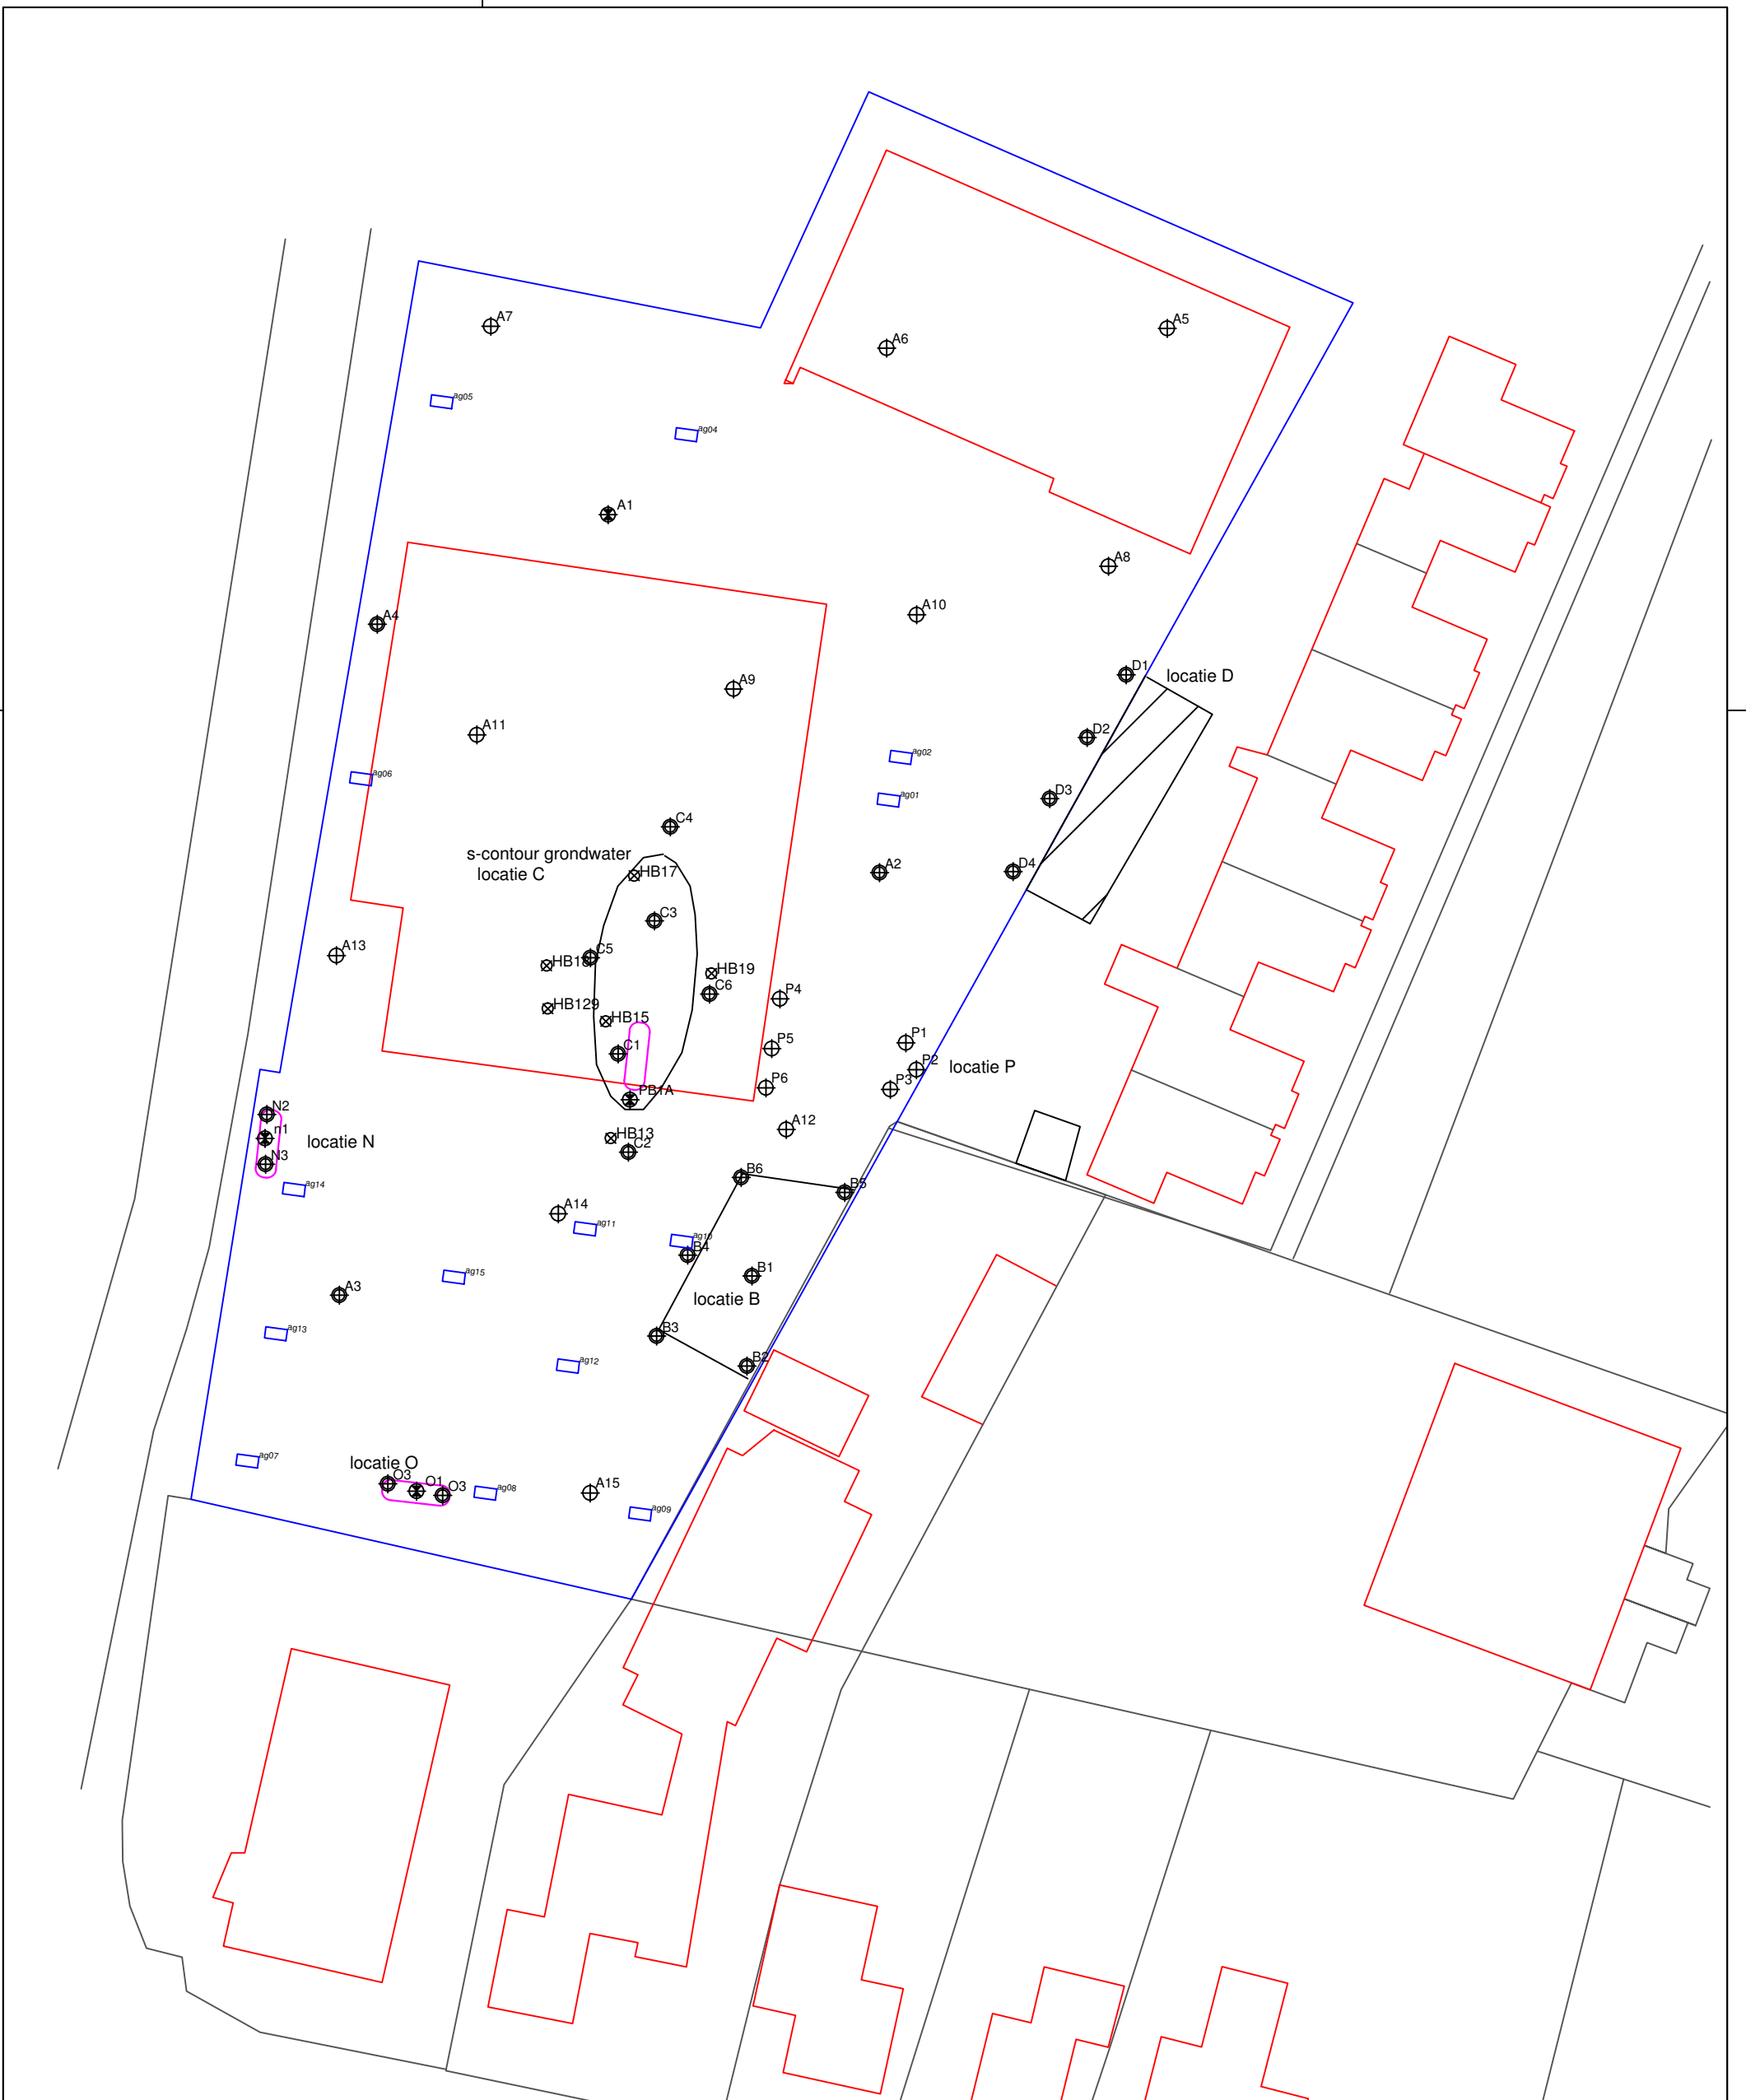 A7
A5
A6
ag05
ag04
A1
A8
A10
A4
D1
locatie D
A9
A11
D2
ag02
ag06
D3
ag01
C4
s-contour grondwater
locatie C
HB17
A2
D4
C3
A13
C5
HB18
HB19
C6
P4
HB129
HB15
P1
C1
P5
P2
locatie P
P6
P3
PB1A
N2
n1
A12
locatie N
HB13
C2
N3
B6
ag14
B5
A14
ag11
ag10
B4
ag15
B1
A3
locatie B
ag13
B3
ag12
B2
ag07
locatie O
O3
O1
O3
ag08
A15
ag09